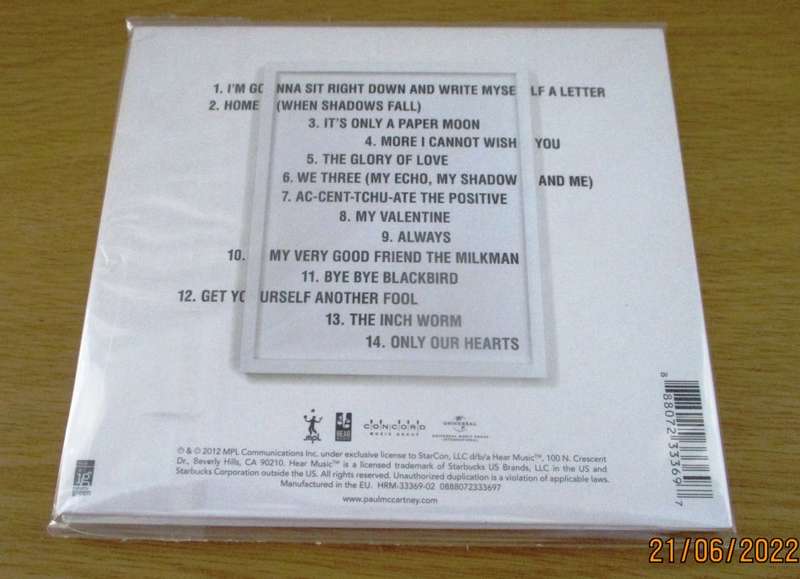 1. I'M GONNA SIT RIGHT DOWN AND WRITE MYSELF A LETTER
2. HOME (WHEN SHADOWS FALL)
3. IT'S ONLY A PAPER MOON
4. MORE I CANNOT WISH YOU
5. THE GLORY OF LOVE
6. WE THREE (MY ECHO, MY SHADOW AND ME)
7. AC-CENT-TCHU-ATE THE POSITIVE
8. MY VALENTINE
9. ALWAYS
10. MY VERY GOOD FRIEND THE MILKMAN
11. BYE BYE BLACKBIRD
12. GET YOURSELF ANOTHER FOOL
13. THE INCH WORM
14. ONLY OUR HEARTS
MPL
HEAR
CONCORD
MUSIC GROUP
UNIVERSAL
UNIVERSAL MUSIC GROUP
INTERNATIONAL
℗ & © 2012 MPL Communications Inc. under exclusive license to StarCon, LLC d/b/a Hear Music™, 100 N. Crescent
Dr., Beverly Hills, CA 90210. Hear Music™ is a licensed trademark of Starbucks US Brands, LLC in the US and
Starbucks Corporation outside the US. All rights reserved. Unauthorized duplication is a violation of applicable laws.
Manufactured in the EU. HRM-33369-02 0888072333697
www.paulmccartney.com
8 88072 33369 7
green
21/06/2022